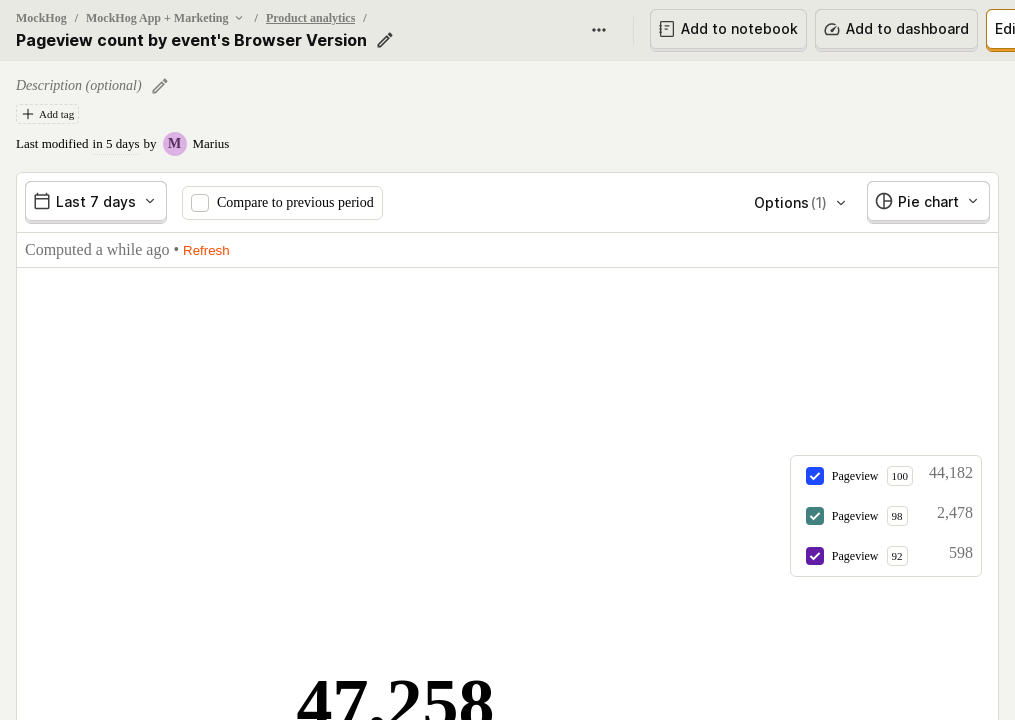 MockHog / MockHog App + Marketing / Product analytics /
Pageview count by event's Browser Version
Add to notebook
Add to dashboard
Edi
Description (optional)
Add tag
Last modified in 5 days by M Marius
Last 7 days
Compare to previous period
Options (1)
Pie chart
Computed a while ago • Refresh
Pageview 100 44,182
Pageview 98 2,478
Pageview 92 598
47,258